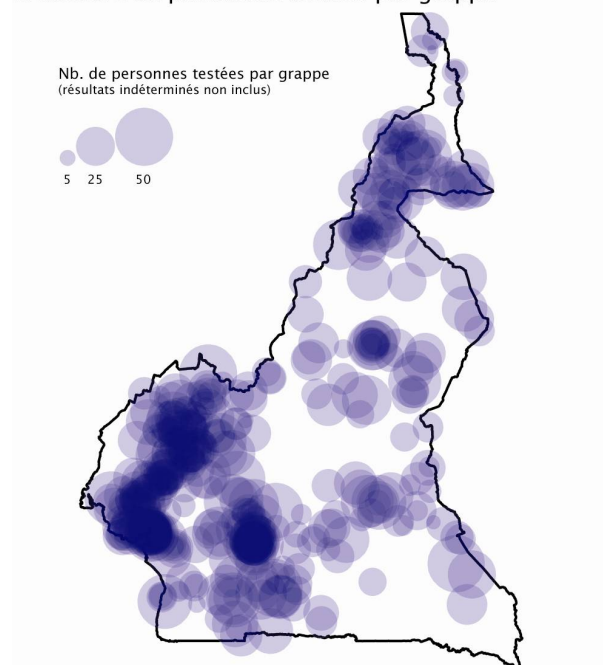 Nb. de personnes testées par grappe
(résultats indéterminés non inclus)
5 25 50